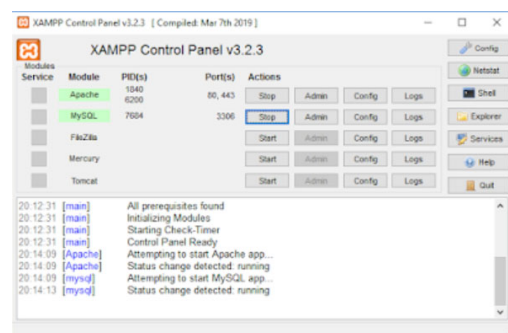 XAMPP Control Panel v3.2.3 [ Compiled: Mar 7th 2019 ]
XAMPP Control Panel v3.2.3
Config
Modules
Service Module PID(s) Port(s) Actions
Netstat
Apache 1840 6200 80, 443 Stop Admin Config Logs
Shell
MySQL 7684 3306 Stop Admin Config Logs
Explorer
FileZilla Start Admin Config Logs
Services
Mercury Start Admin Config Logs
Help
Tomcat Start Admin Config Logs
Quit
20:12:31 [main] All prerequisites found
20:12:31 [main] Initializing Modules
20:12:31 [main] Starting Check-Timer
20:12:31 [main] Control Panel Ready
20:14:09 [Apache] Attempting to start Apache app...
20:14:09 [Apache] Status change detected: running
20:14:09 [mysql] Attempting to start MySQL app...
20:14:13 [mysql] Status change detected: running